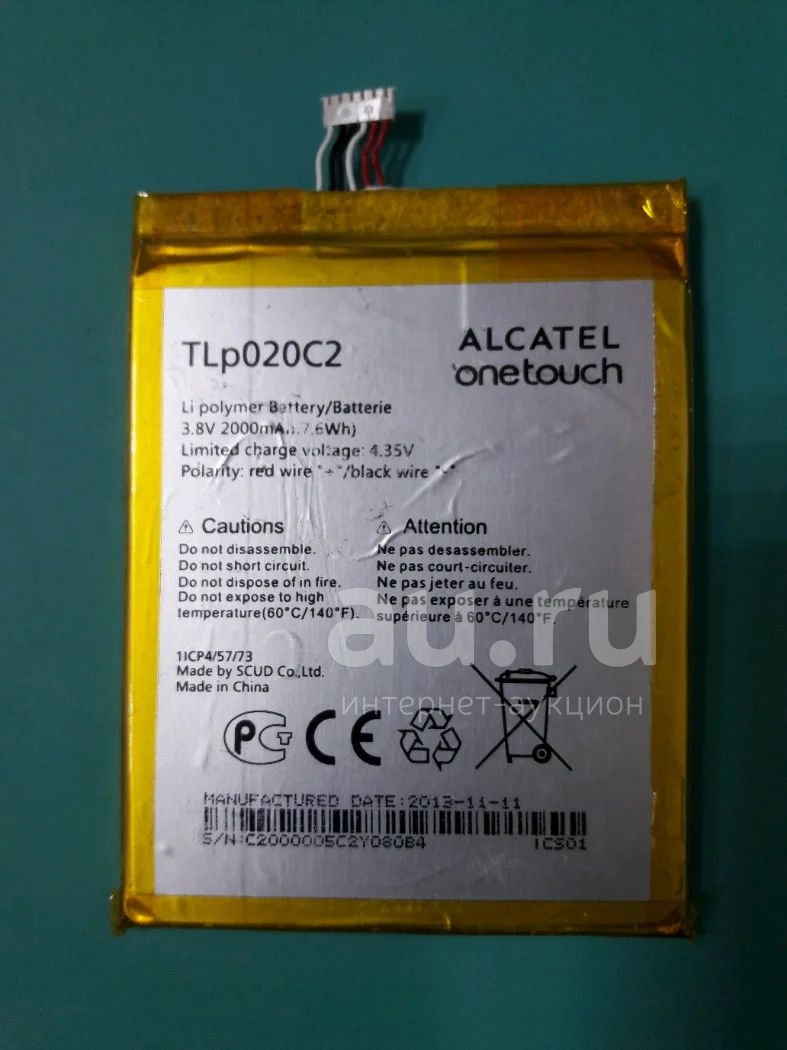 TLp020C2
ALCATEL
onetouch
Li polymer Battery/Batterie
3.8V 2000mA 7.6Wh)
Limited charge voltage: 4.35V
Polarity: red wire "+"/black wire "-"
⚠ Cautions
Do not disassemble.
Do not short circuit.
Do not dispose of in fire.
Do not expose to high
temperature(60°C/140°F).
⚠ Attention
Ne pas desassembler.
Ne pas court-circuiter.
Ne pas jeter au feu.
Ne pas exposer à une température
supérieure à 60°C/140°F.
au.ru
интернет-аукцион
1ICP4/57/73
Made by SCUD Co.,Ltd.
Made in China
PCT CE
MANUFACTURED DATE:2013-11-11
S/N:C2000005C2Y080B4 ICS01